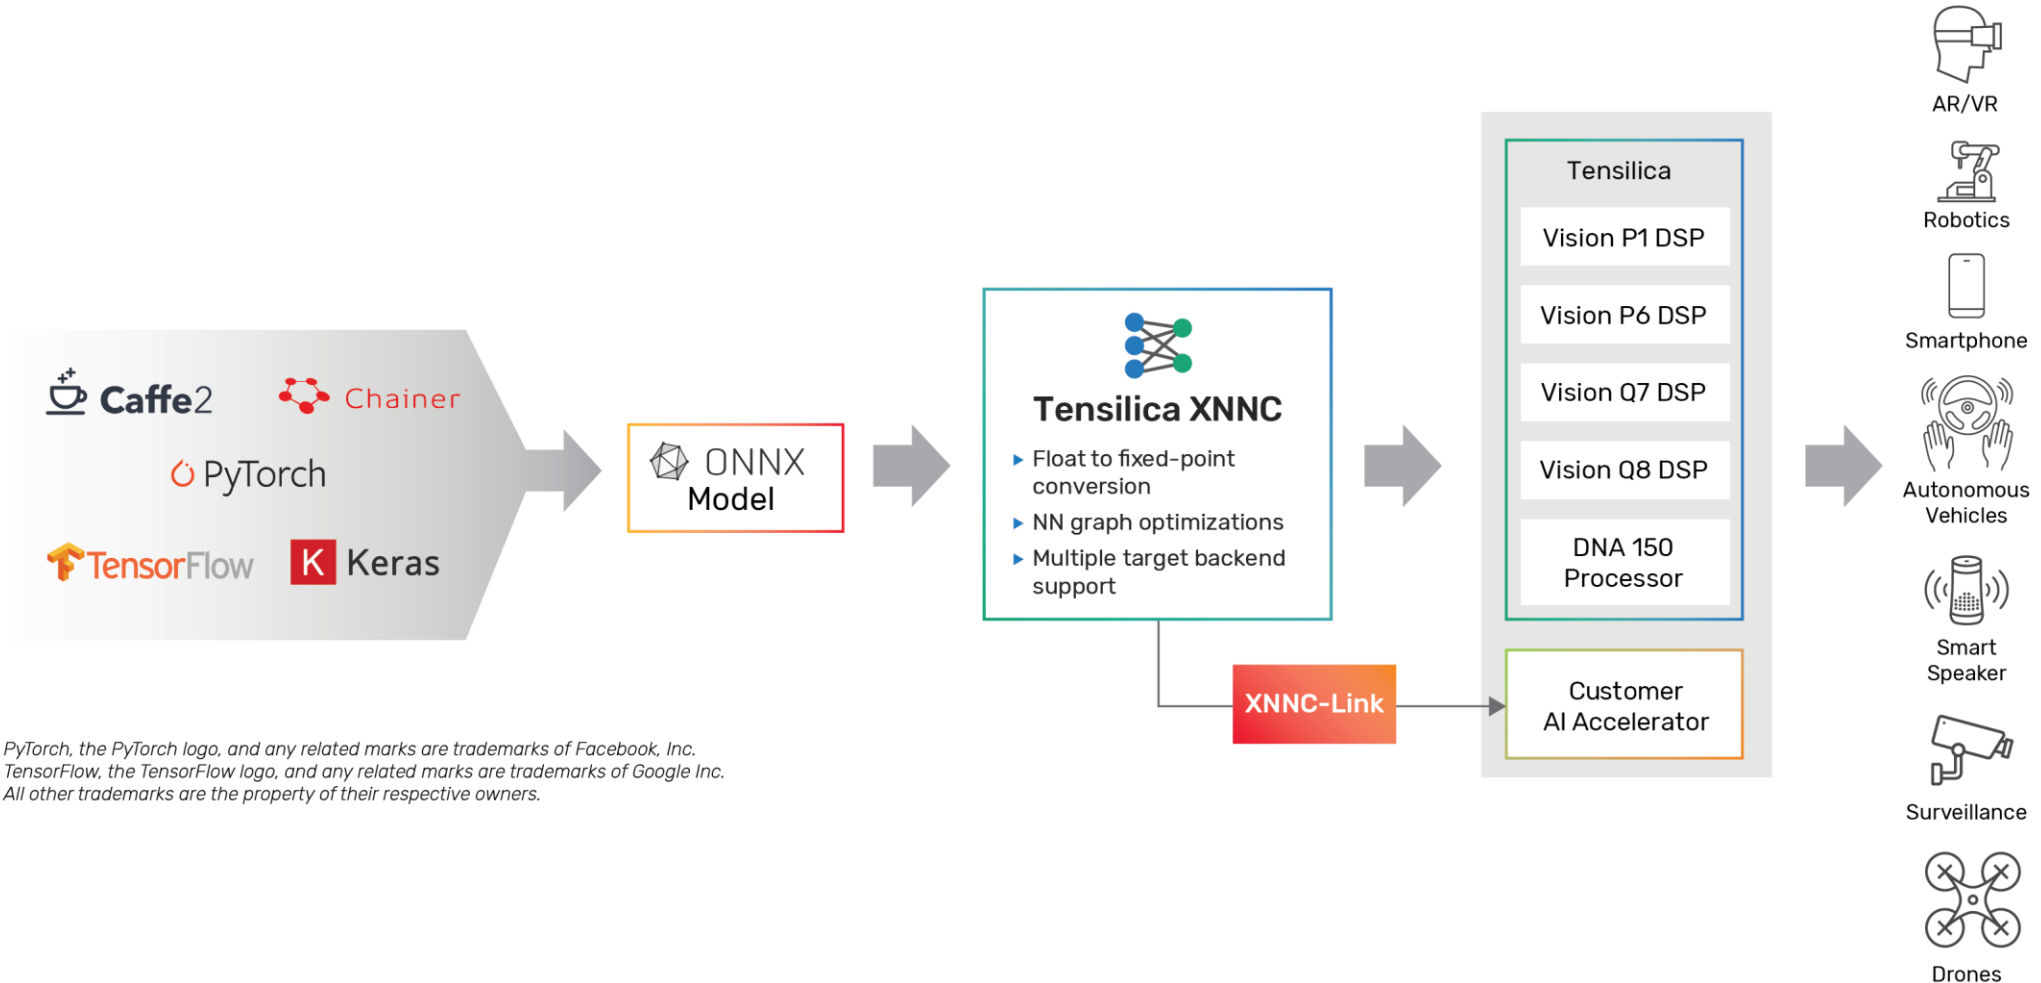 Caffe2
Chainer
PyTorch
TensorFlow
K Keras
PyTorch, the PyTorch logo, and any related marks are trademarks of Facebook, Inc.
TensorFlow, the TensorFlow logo, and any related marks are trademarks of Google Inc.
All other trademarks are the property of their respective owners.
ONNX
Model
Tensilica XNNC
Float to fixed-point
conversion
NN graph optimizations
Multiple target backend
support
XNNC-Link
Tensilica
Vision P1 DSP
Vision P6 DSP
Vision Q7 DSP
Vision Q8 DSP
DNA 150
Processor
Customer
AI Accelerator
AR/VR
Robotics
Smartphone
Autonomous
Vehicles
Smart
Speaker
Surveillance
Drones